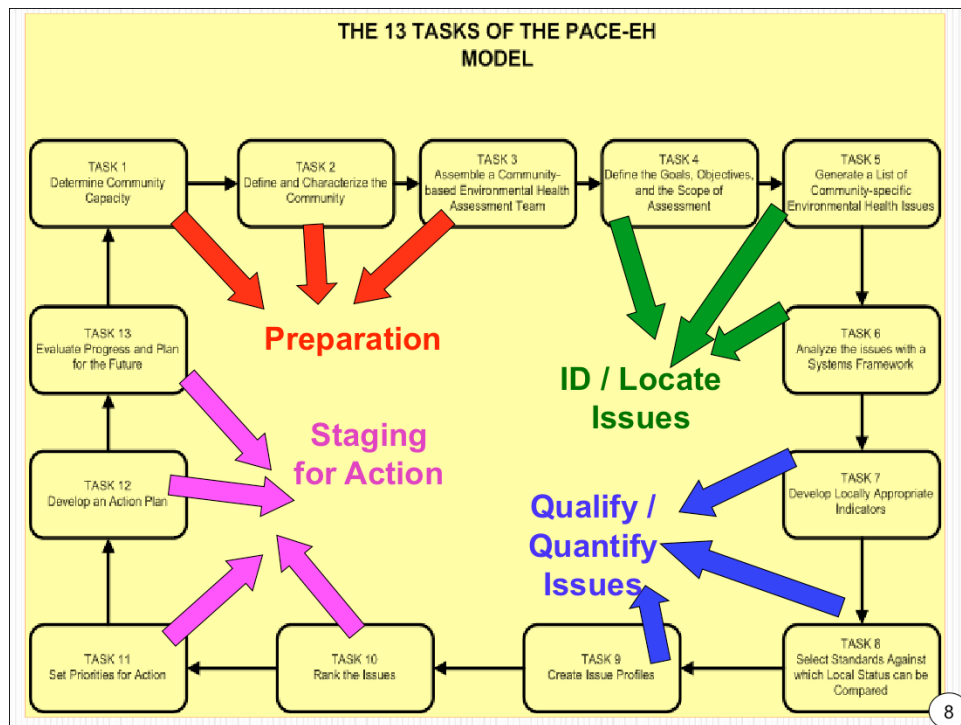 THE 13 TASKS OF THE PACE-EH
MODEL
TASK 1
Determine Community
Capacity
TASK 2
Define and Characterize the
Community
TASK 3
Assemble a Community-
based Environmental Health
Assessment Team
TASK 4
Define the Goals, Objectives,
and the Scope of
Assessment
TASK 5
Generate a List of
Community-specific
Environmental Health Issues
Preparation
TASK 13
Evaluate Progress and Plan
for the Future
TASK 6
Analyze the issues with a
Systems Framework
ID / Locate
Issues
Staging
for Action
TASK 12
Develop an Action Plan
TASK 7
Develop Locally Appropriate
Indicators
Qualify /
Quantify
Issues
TASK 11
Set Priorities for Action
TASK 10
Rank the Issues
TASK 9
Create Issue Profiles
TASK 8
Select Standards Against
which Local Status can be
Compared
8